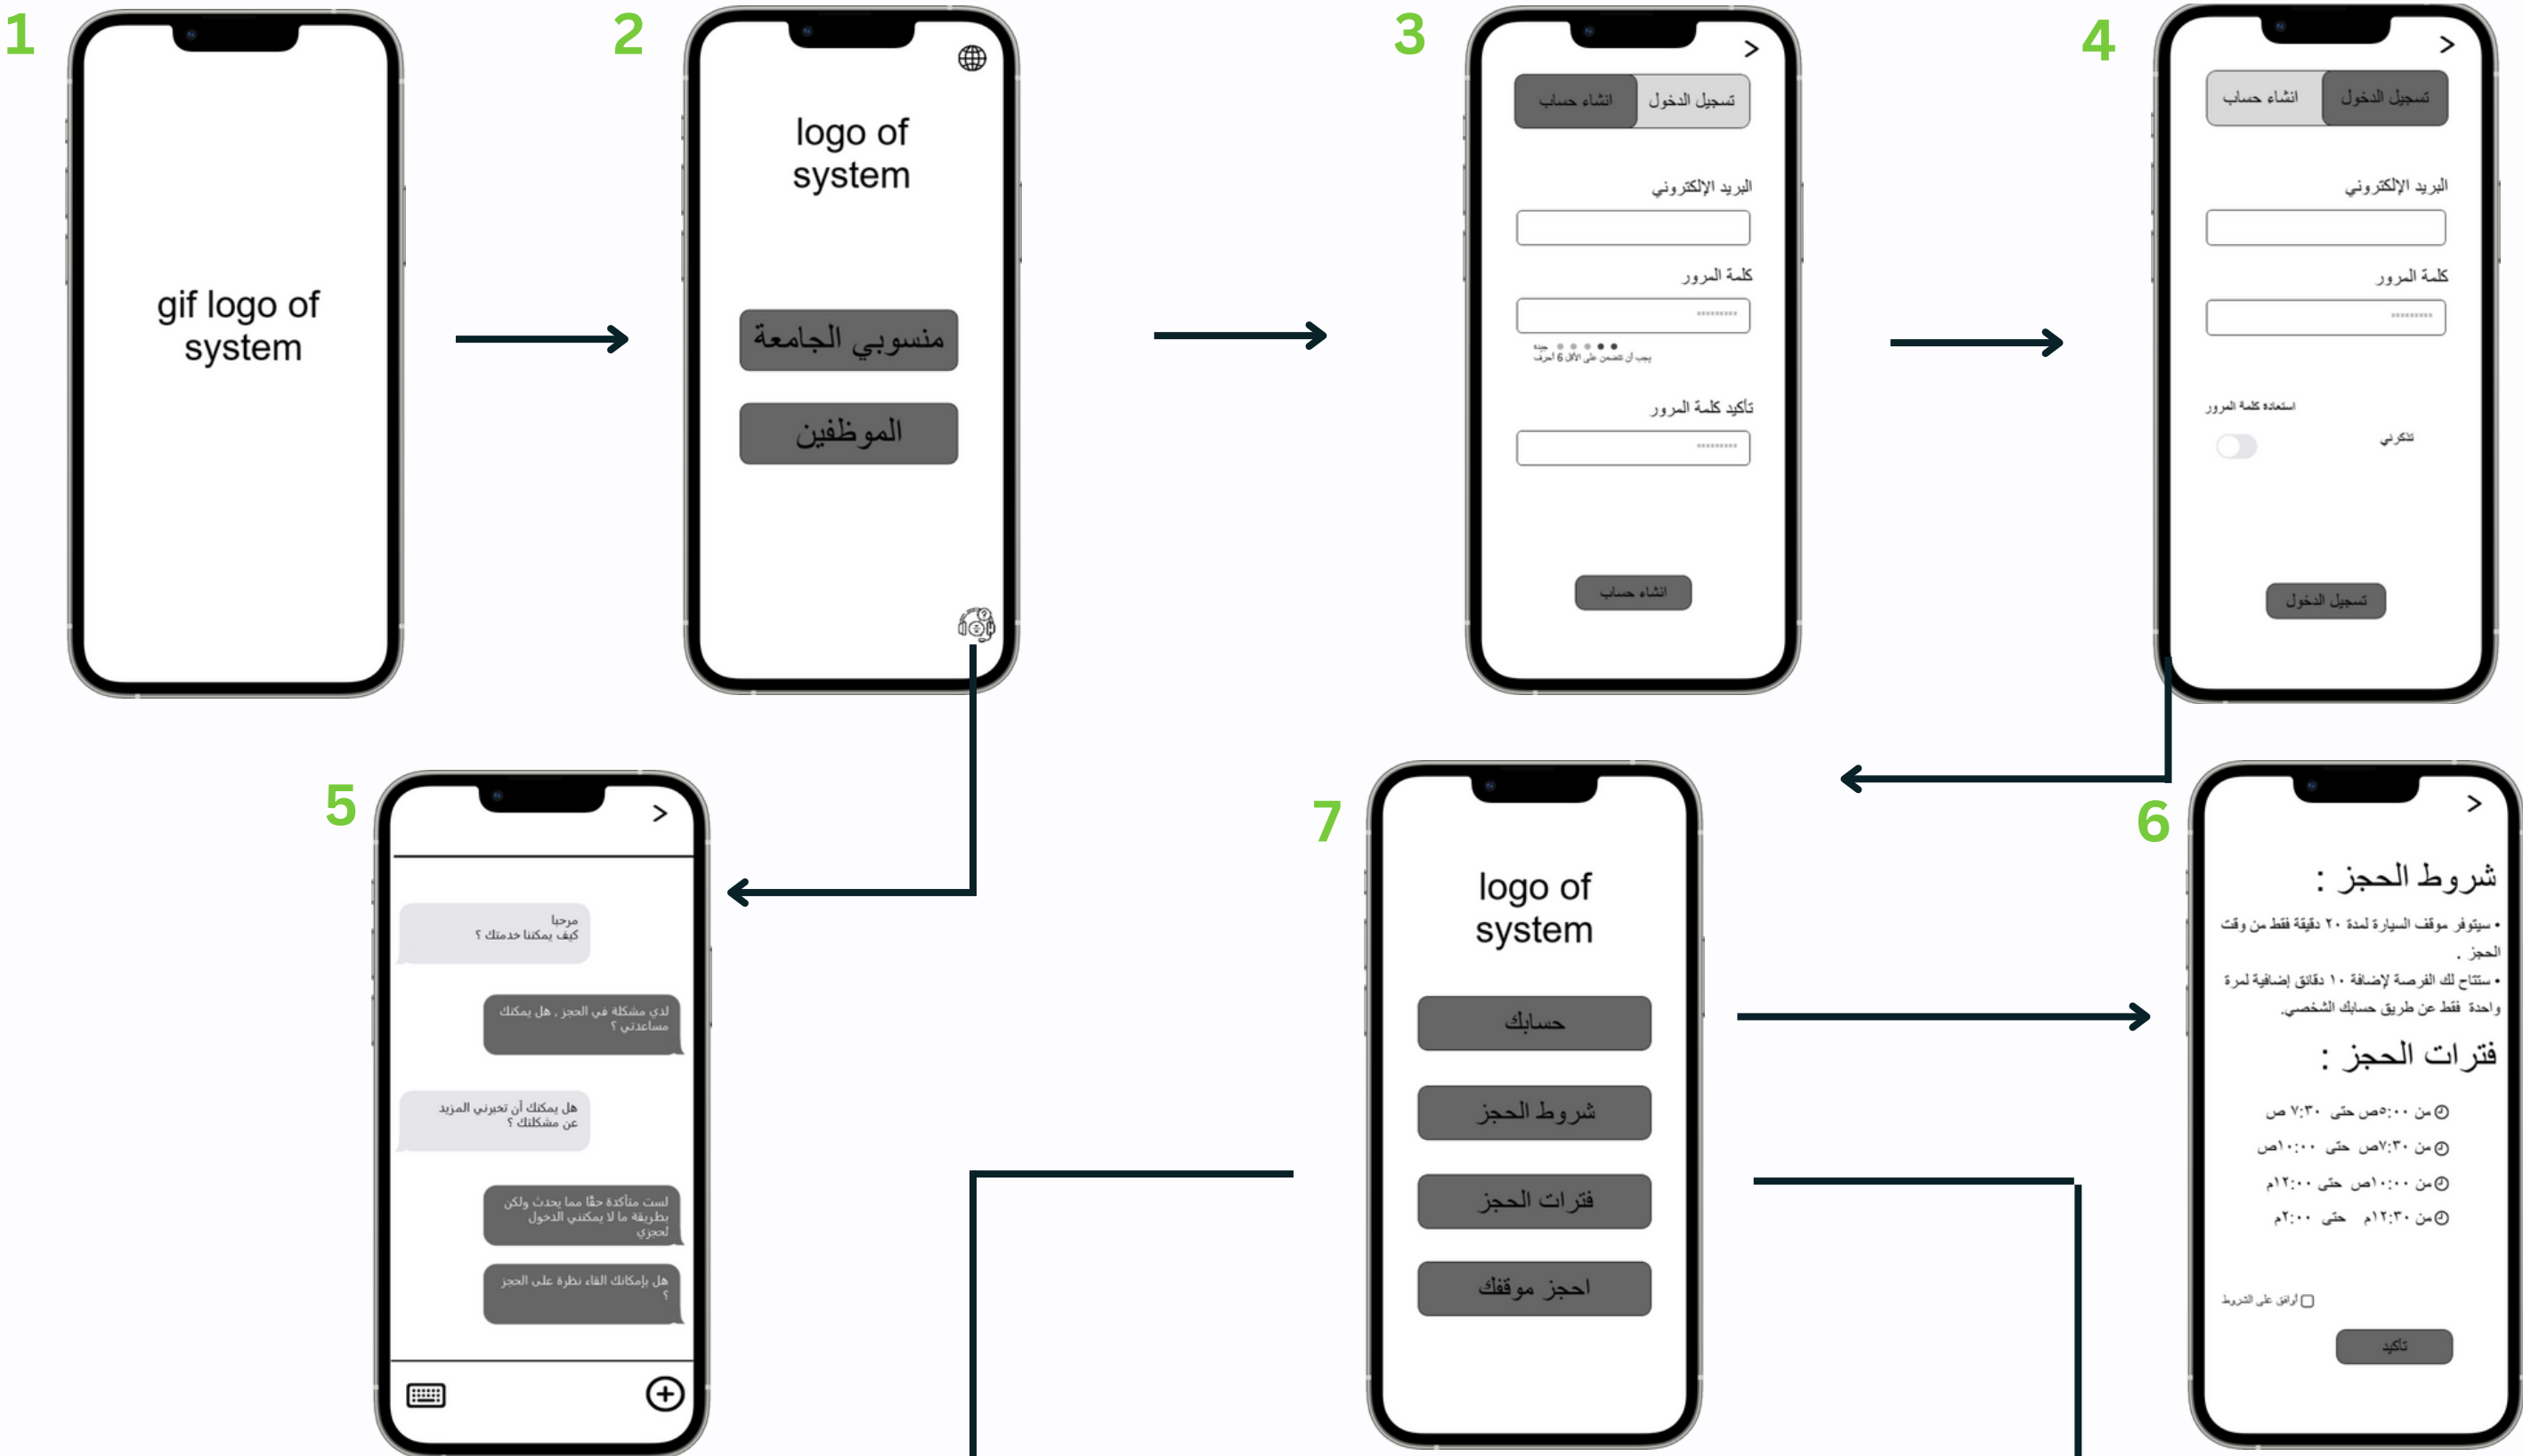 1
gif logo of
system
2
logo of
system
منسوبي الجامعة
الموظفين
3
>
تسجيل الدخول
انشاء حساب
البريد الإلكتروني
كلمة المرور
*********
جيدة
يجب أن تتضمن على الأقل 6 أحرف
تأكيد كلمة المرور
*********
انشاء حساب
4
>
تسجيل الدخول
انشاء حساب
البريد الإلكتروني
كلمة المرور
*********
استعاده كلمة المرور
تذكرني
تسجيل الدخول
5
>
مرحبا
كيف يمكننا خدمتك ؟
لدي مشكلة في الحجز , هل يمكنك
مساعدتي ؟
هل يمكنك أن تخبرني المزيد
عن مشكلتك ؟
لست متأكدة حقًا مما يحدث ولكن
بطريقة ما لا يمكنني الدخول
لحجزي
هل بإمكانك القاء نظرة على الحجز
؟
7
logo of
system
حسابك
شروط الحجز
فترات الحجز
احجز موقفك
6
>
شروط الحجز :
• سيتوفر موقف السيارة لمدة ٢٠ دقيقة فقط من وقت
الحجز .
• ستتاح لك الفرصة لإضافة ١٠ دقائق إضافية لمرة
واحدة فقط عن طريق حسابك الشخصي.
فترات الحجز :
من ٥:٠٠ص حتى ٧:٣٠ ص
من ٧:٣٠ص حتى ١٠:٠٠ص
من ١٠:٠٠ص حتى ١٢:٠٠م
من ١٢:٣٠م حتى ٢:٠٠م
أوافق على الشروط
تأكيد